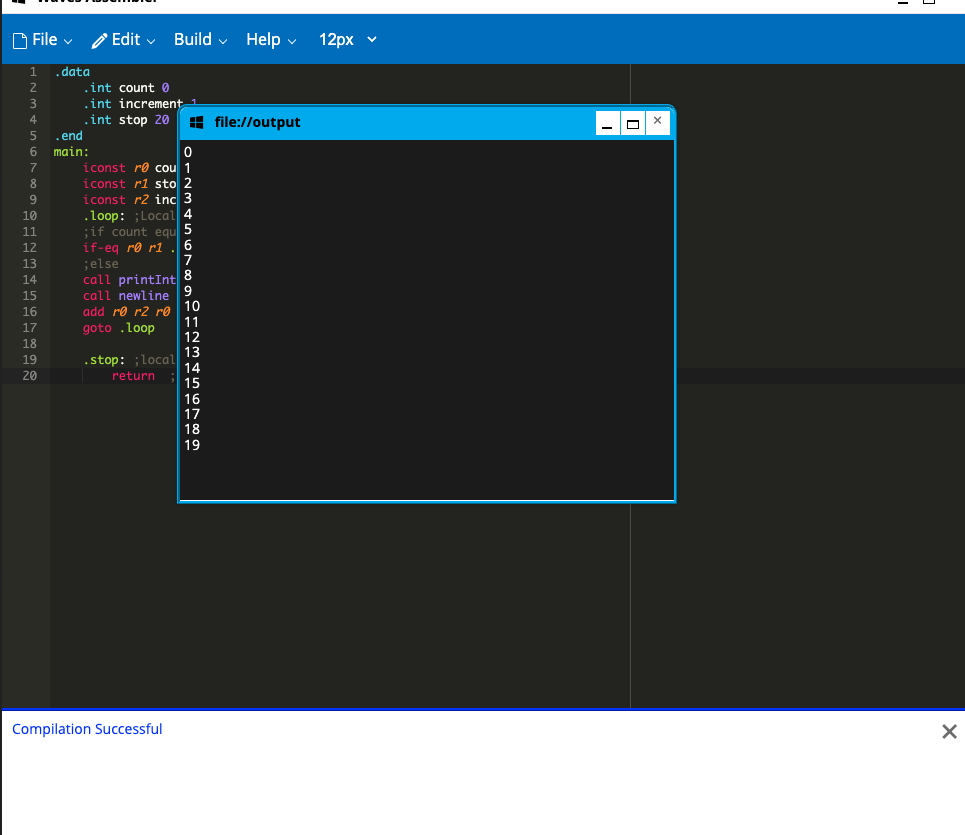 Waves Assembler
File Edit Build Help 12px
1 .data
2 .int count 0
3 .int increment 1
4 .int stop 20
5 .end
6 main:
7 iconst r0 cou
8 iconst r1 sto
9 iconst r2 inc
10 .loop: ;Local
11 ;if count equ
12 if-eq r0 r1 .
13 ;else
14 call printInt
15 call newline
16 add r0 r2 r0
17 goto .loop
18
19 .stop: ;local
20 return ;
file://output
0
1
2
3
4
5
6
7
8
9
10
11
12
13
14
15
16
17
18
19
Compilation Successful